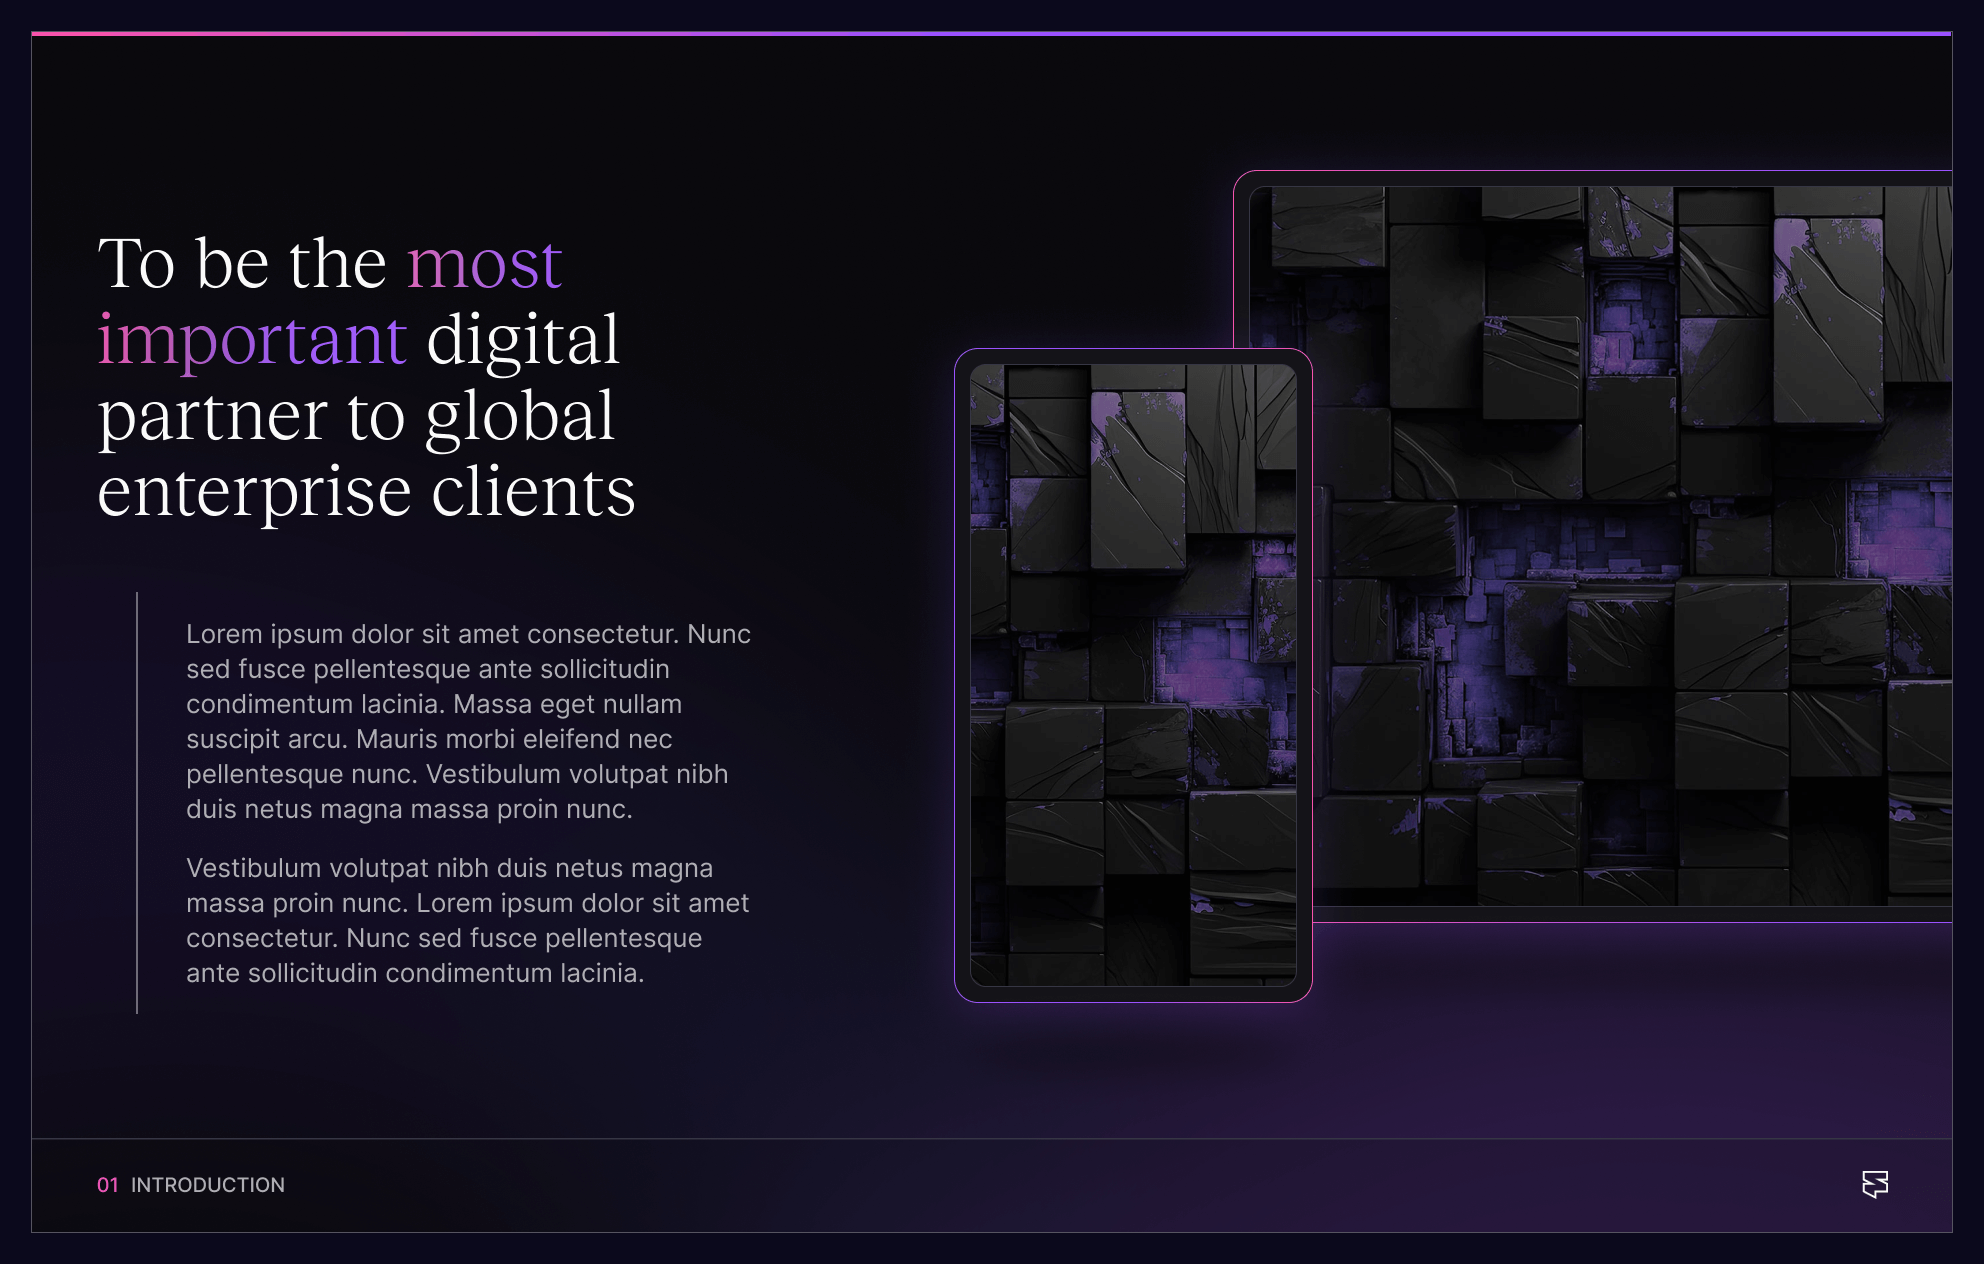 To be the most
important digital
partner to global
enterprise clients
Lorem ipsum dolor sit amet consectetur. Nunc
sed fusce pellentesque ante sollicitudin
condimentum lacinia. Massa eget nullam
suscipit arcu. Mauris morbi eleifend nec
pellentesque nunc. Vestibulum volutpat nibh
duis netus magna massa proin nunc.
Vestibulum volutpat nibh duis netus magna
massa proin nunc. Lorem ipsum dolor sit amet
consectetur. Nunc sed fusce pellentesque
ante sollicitudin condimentum lacinia.
01 INTRODUCTION